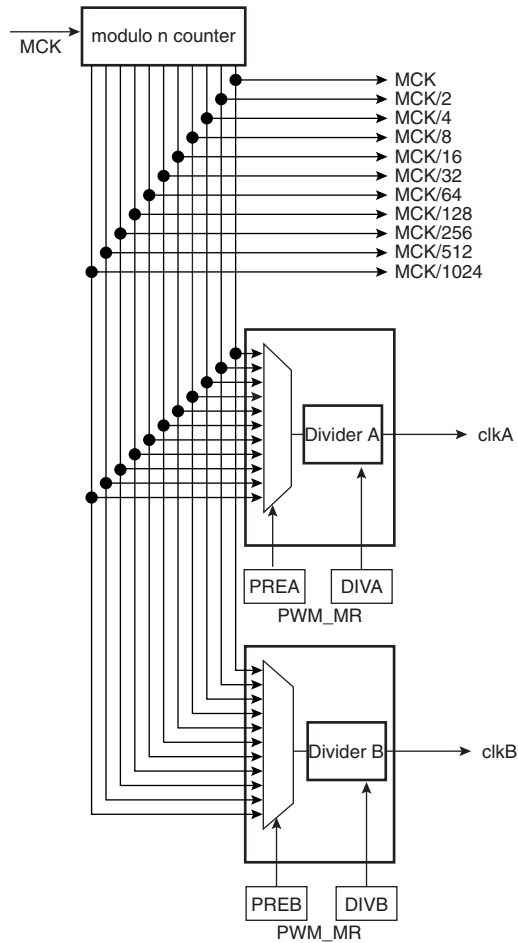 modulo n counter
MCK
MCK
MCK/2
MCK/4
MCK/8
MCK/16
MCK/32
MCK/64
MCK/128
MCK/256
MCK/512
MCK/1024
Divider A
clkA
PREA
DIVA
PWM_MR
Divider B
clkB
PREB
DIVB
PWM_MR